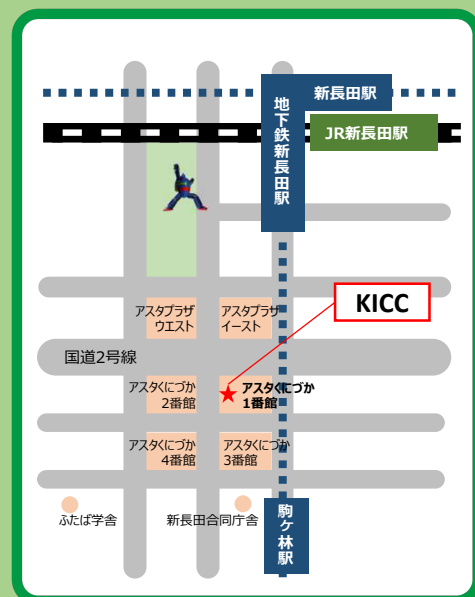 新長田駅
地下鉄新長田駅
JR新長田駅
KICC
アスタプラザ
ウエスト
アスタプラザ
イースト
国道2号線
アスタくにづか
2番館
アスタくにづか
1番館
アスタくにづか
4番館
アスタくにづか
3番館
ふたば学舎
新長田合同庁舎
駒ヶ林駅